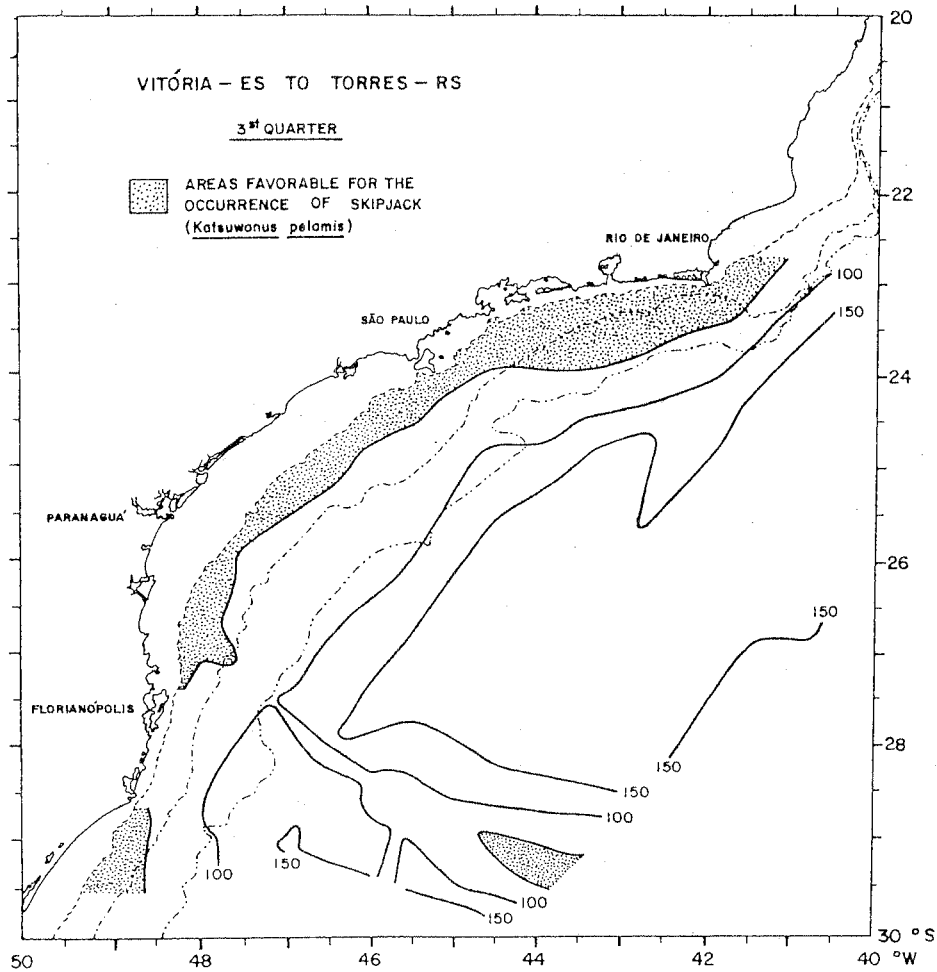 20
VITÓRIA – ES TO TORRES – RS
3st QUARTER
AREAS FAVORABLE FOR THE
OCCURRENCE OF SKIPJACK
(Katsuwonus pelamis)
22
RIO DE JANEIRO
100
150
SÃO PAULO
24
PARANAGUÁ
26
150
FLORIANÓPOLIS
28
150
150
100
150
100
100
150
30 °S
50
48
46
44
42
40 °W